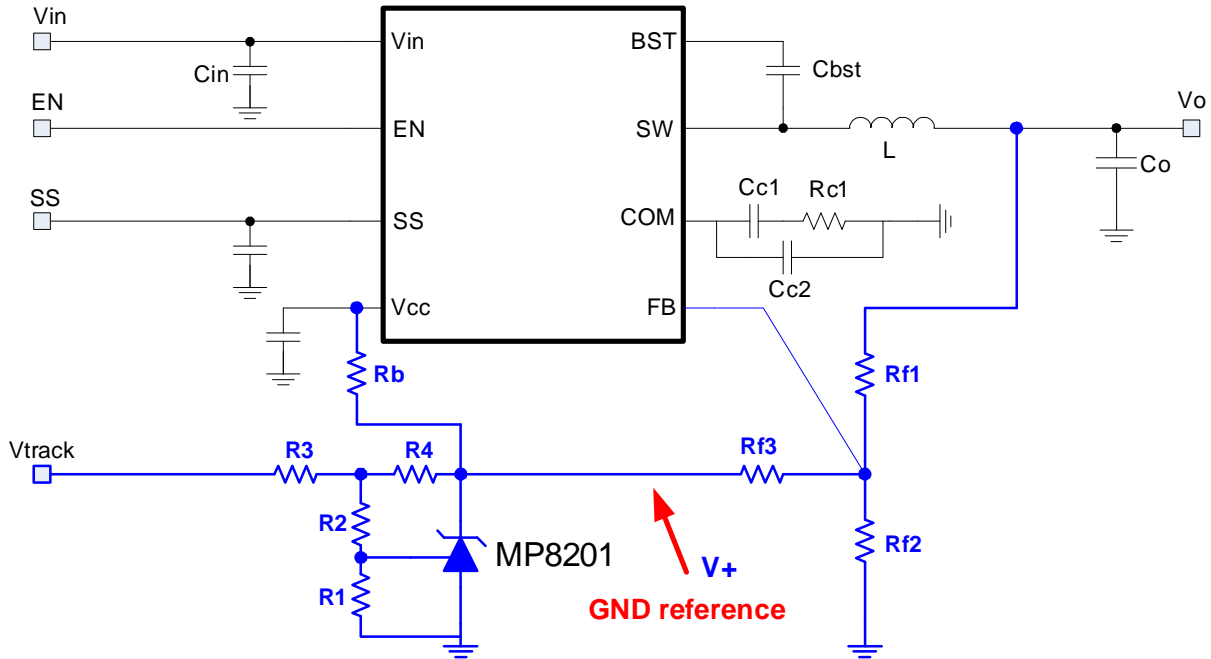 Vin
Vin
BST
Cin
Cbst
EN
EN
SW
Vo
L
Co
SS
SS
COM
Cc1
Rc1
Cc2
Vcc
FB
Rb
Rf1
Vtrack
R3
R4
Rf3
R2
MP8201
Rf2
V+
R1
GND reference